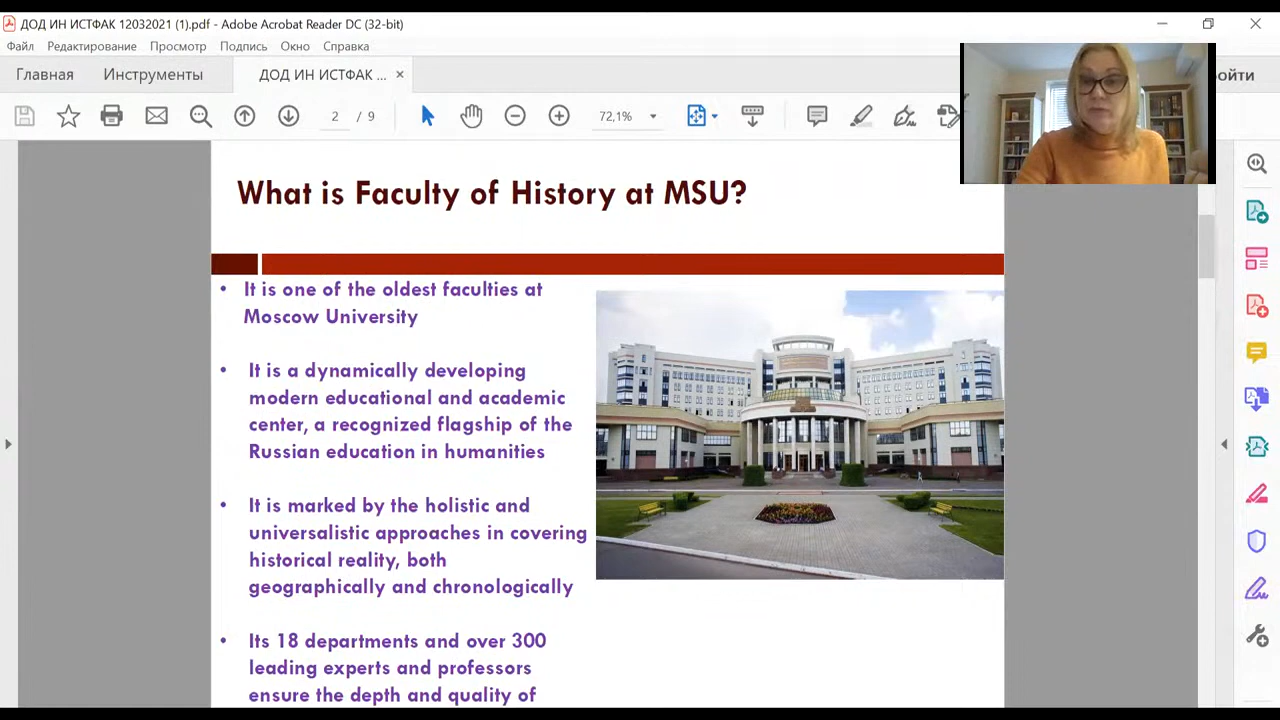 ДОД ИН ИСТФАК 12032021 (1).pdf - Adobe Acrobat Reader DC (32-bit)
Файл Редактирование Просмотр Подпись Окно Справка
Главная Инструменты ДОД ИН ИСТФАК ... × ойти
2 / 9 72,1%
What is Faculty of History at MSU?
• It is one of the oldest faculties at
Moscow University
• It is a dynamically developing
modern educational and academic
center, a recognized flagship of the
Russian education in humanities
• It is marked by the holistic and
universalistic approaches in covering
historical reality, both
geographically and chronologically
• Its 18 departments and over 300
leading experts and professors
ensure the depth and quality of